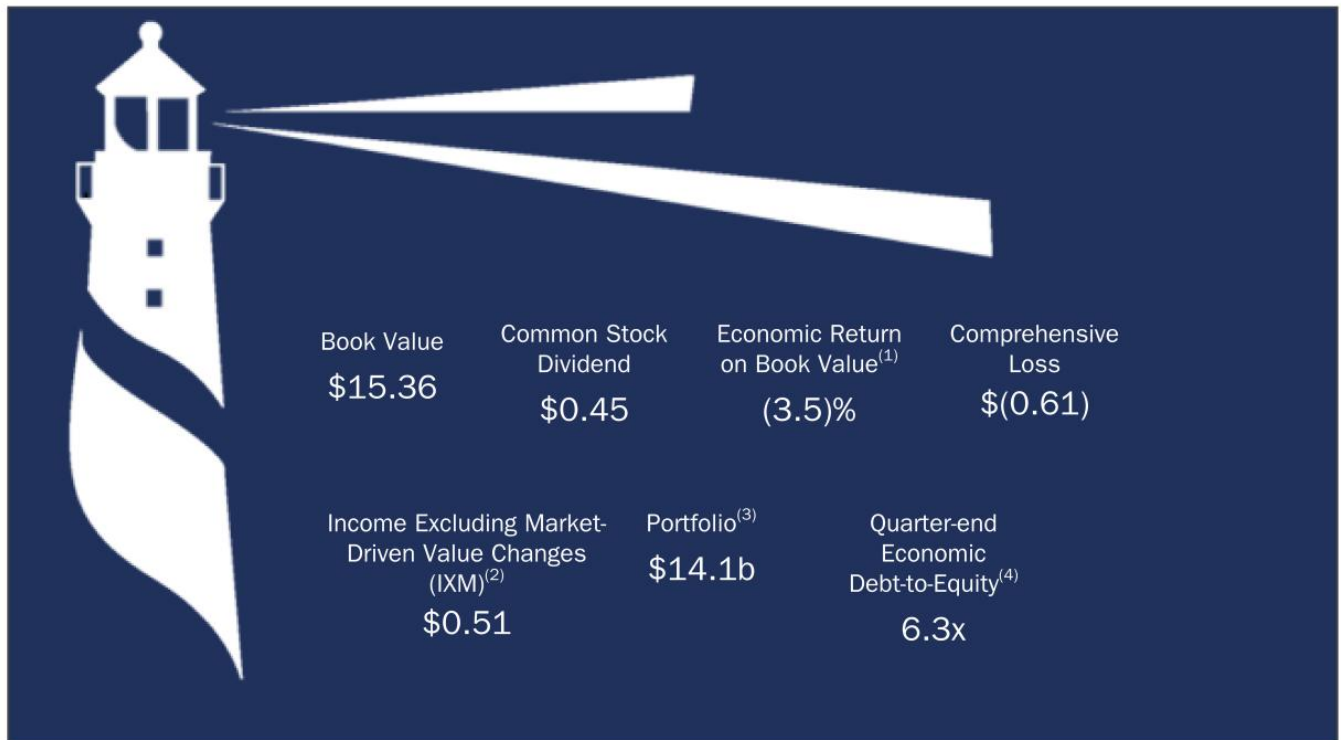 Book Value
$15.36
Common Stock
Dividend
$0.45
Economic Return
on Book Value(1)
(3.5)%
Comprehensive
Loss
$(0.61)
Income Excluding Market-
Driven Value Changes
(IXM)(2)
$0.51
Portfolio(3)
$14.1b
Quarter-end
Economic
Debt-to-Equity(4)
6.3x